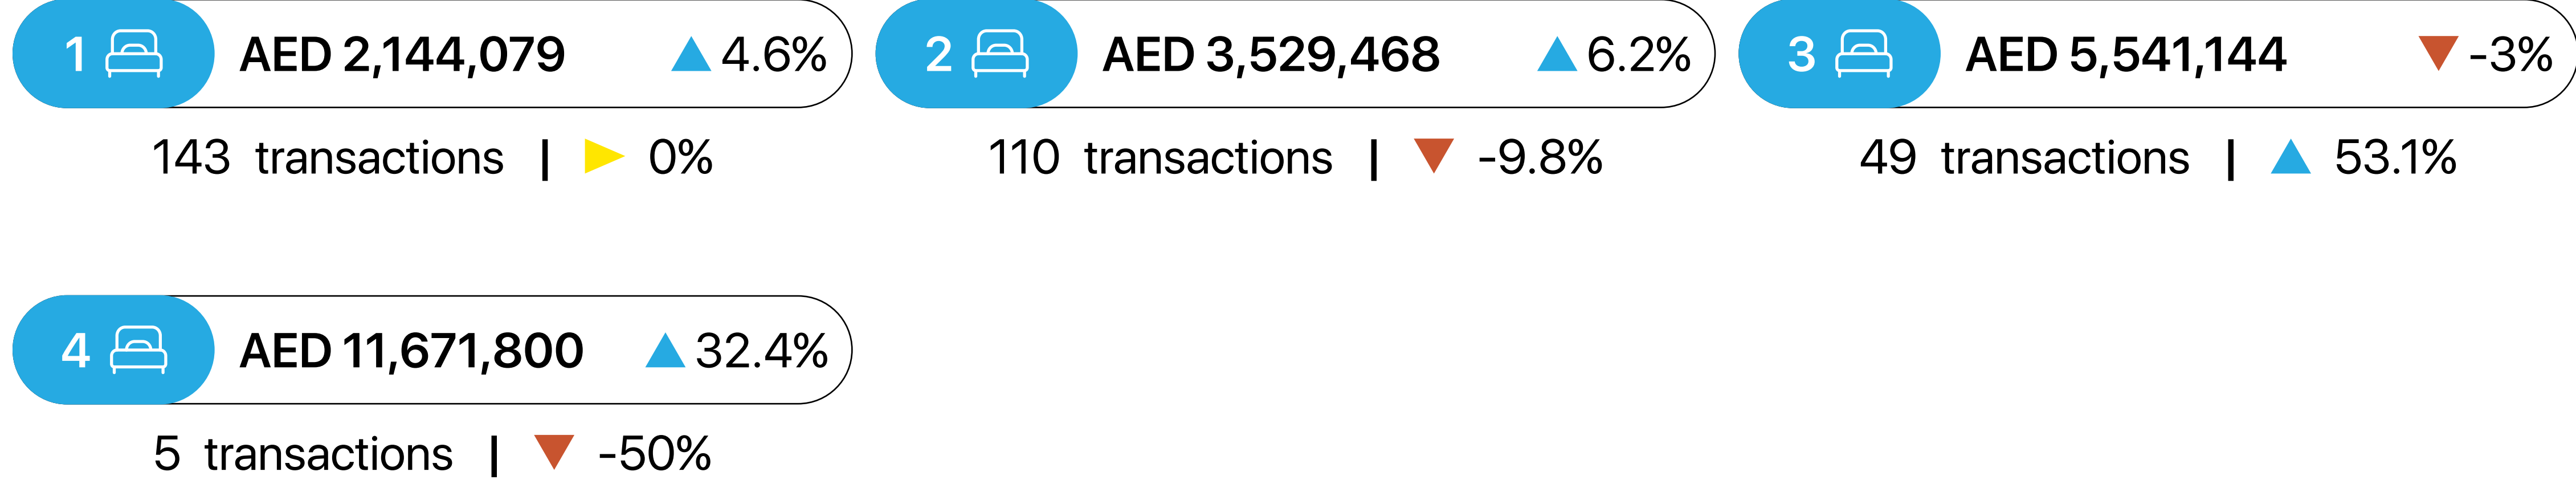 1 AED 2,144,079 ▲ 4.6%
143 transactions | ▶ 0%
2 AED 3,529,468 ▲ 6.2%
110 transactions | ▼ -9.8%
3 AED 5,541,144 ▼ -3%
49 transactions | ▲ 53.1%
4 AED 11,671,800 ▲ 32.4%
5 transactions | ▼ -50%